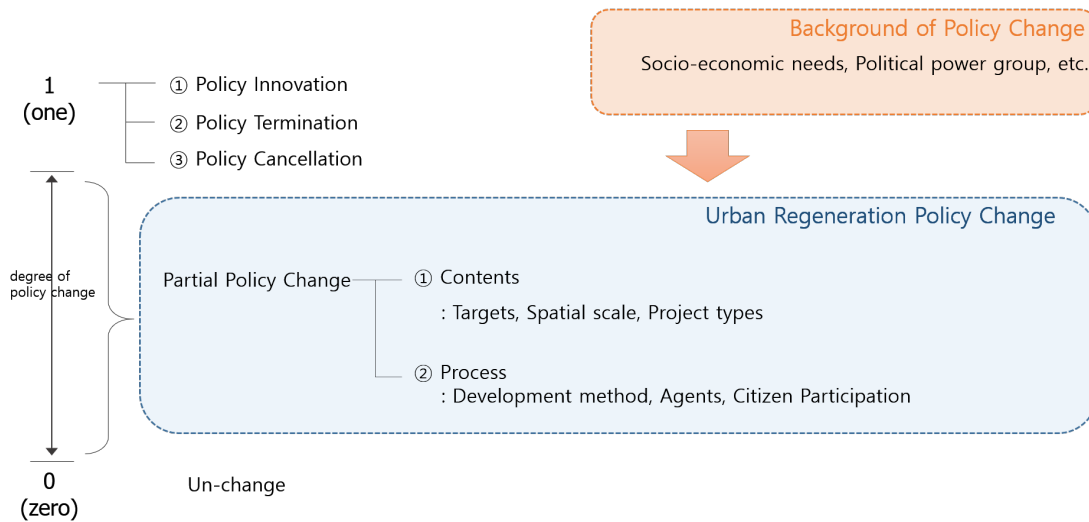 Background of Policy Change
Socio-economic needs, Political power group, etc.
1
(one)
① Policy Innovation
② Policy Termination
③ Policy Cancellation
Urban Regeneration Policy Change
degree of
policy change
Partial Policy Change
① Contents
: Targets, Spatial scale, Project types
② Process
: Development method, Agents, Citizen Participation
0
(zero)
Un-change